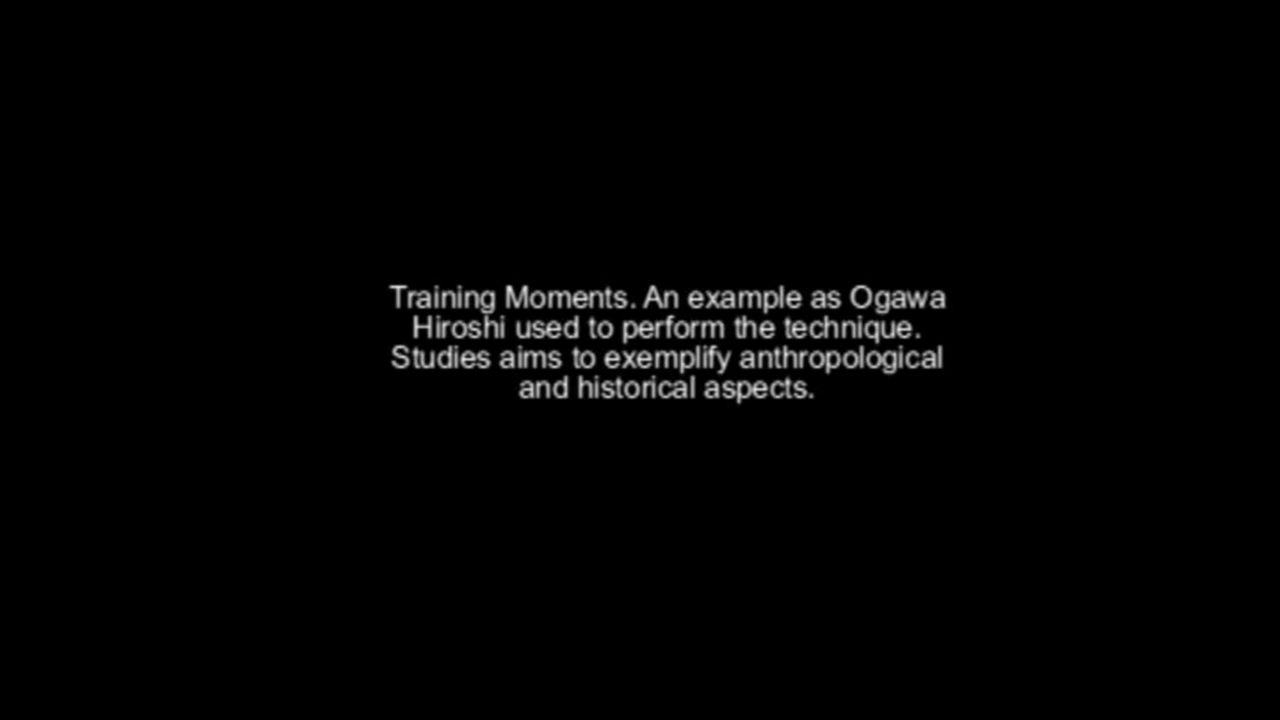 Training Moments. An example as Ogawa
Hiroshi used to perform the technique.
Studies aims to exemplify anthropological
and historical aspects.